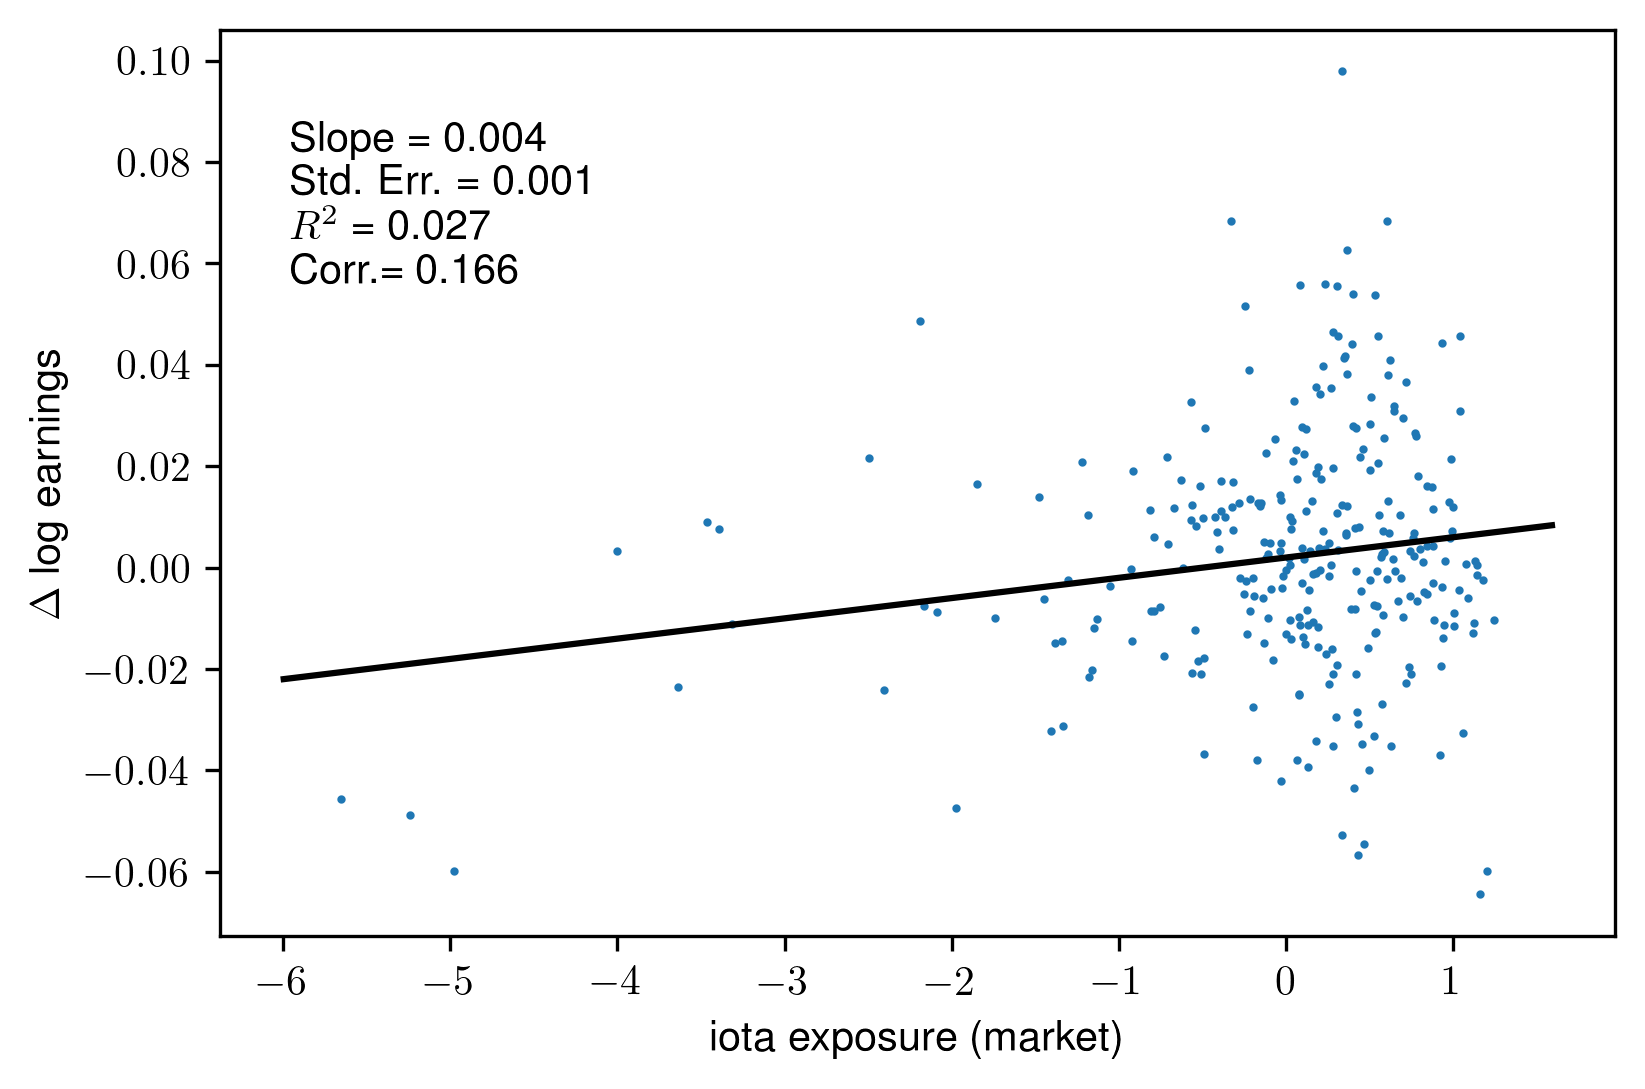 0.10
0.08
0.06
0.04
0.02
0.00
−0.02
−0.04
−0.06
Δ log earnings
Slope = 0.004
Std. Err. = 0.001
R² = 0.027
Corr.= 0.166
−6 −5 −4 −3 −2 −1 0 1
iota exposure (market)